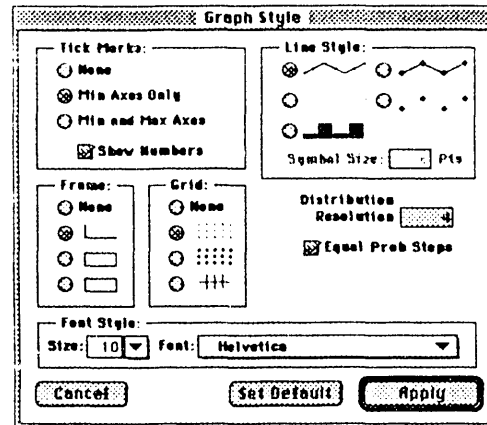 Graph Style
Tick Marks:
None
Min Axes Only
Min and Max Axes
Show Numbers
Line Style:
Symbol Size: Pts
Frame:
None
Grid:
None
Distribution
Resolution 4
Equal Prob Steps
Font Style:
Size: 10 Font: Helvetica
Cancel Set Default Apply